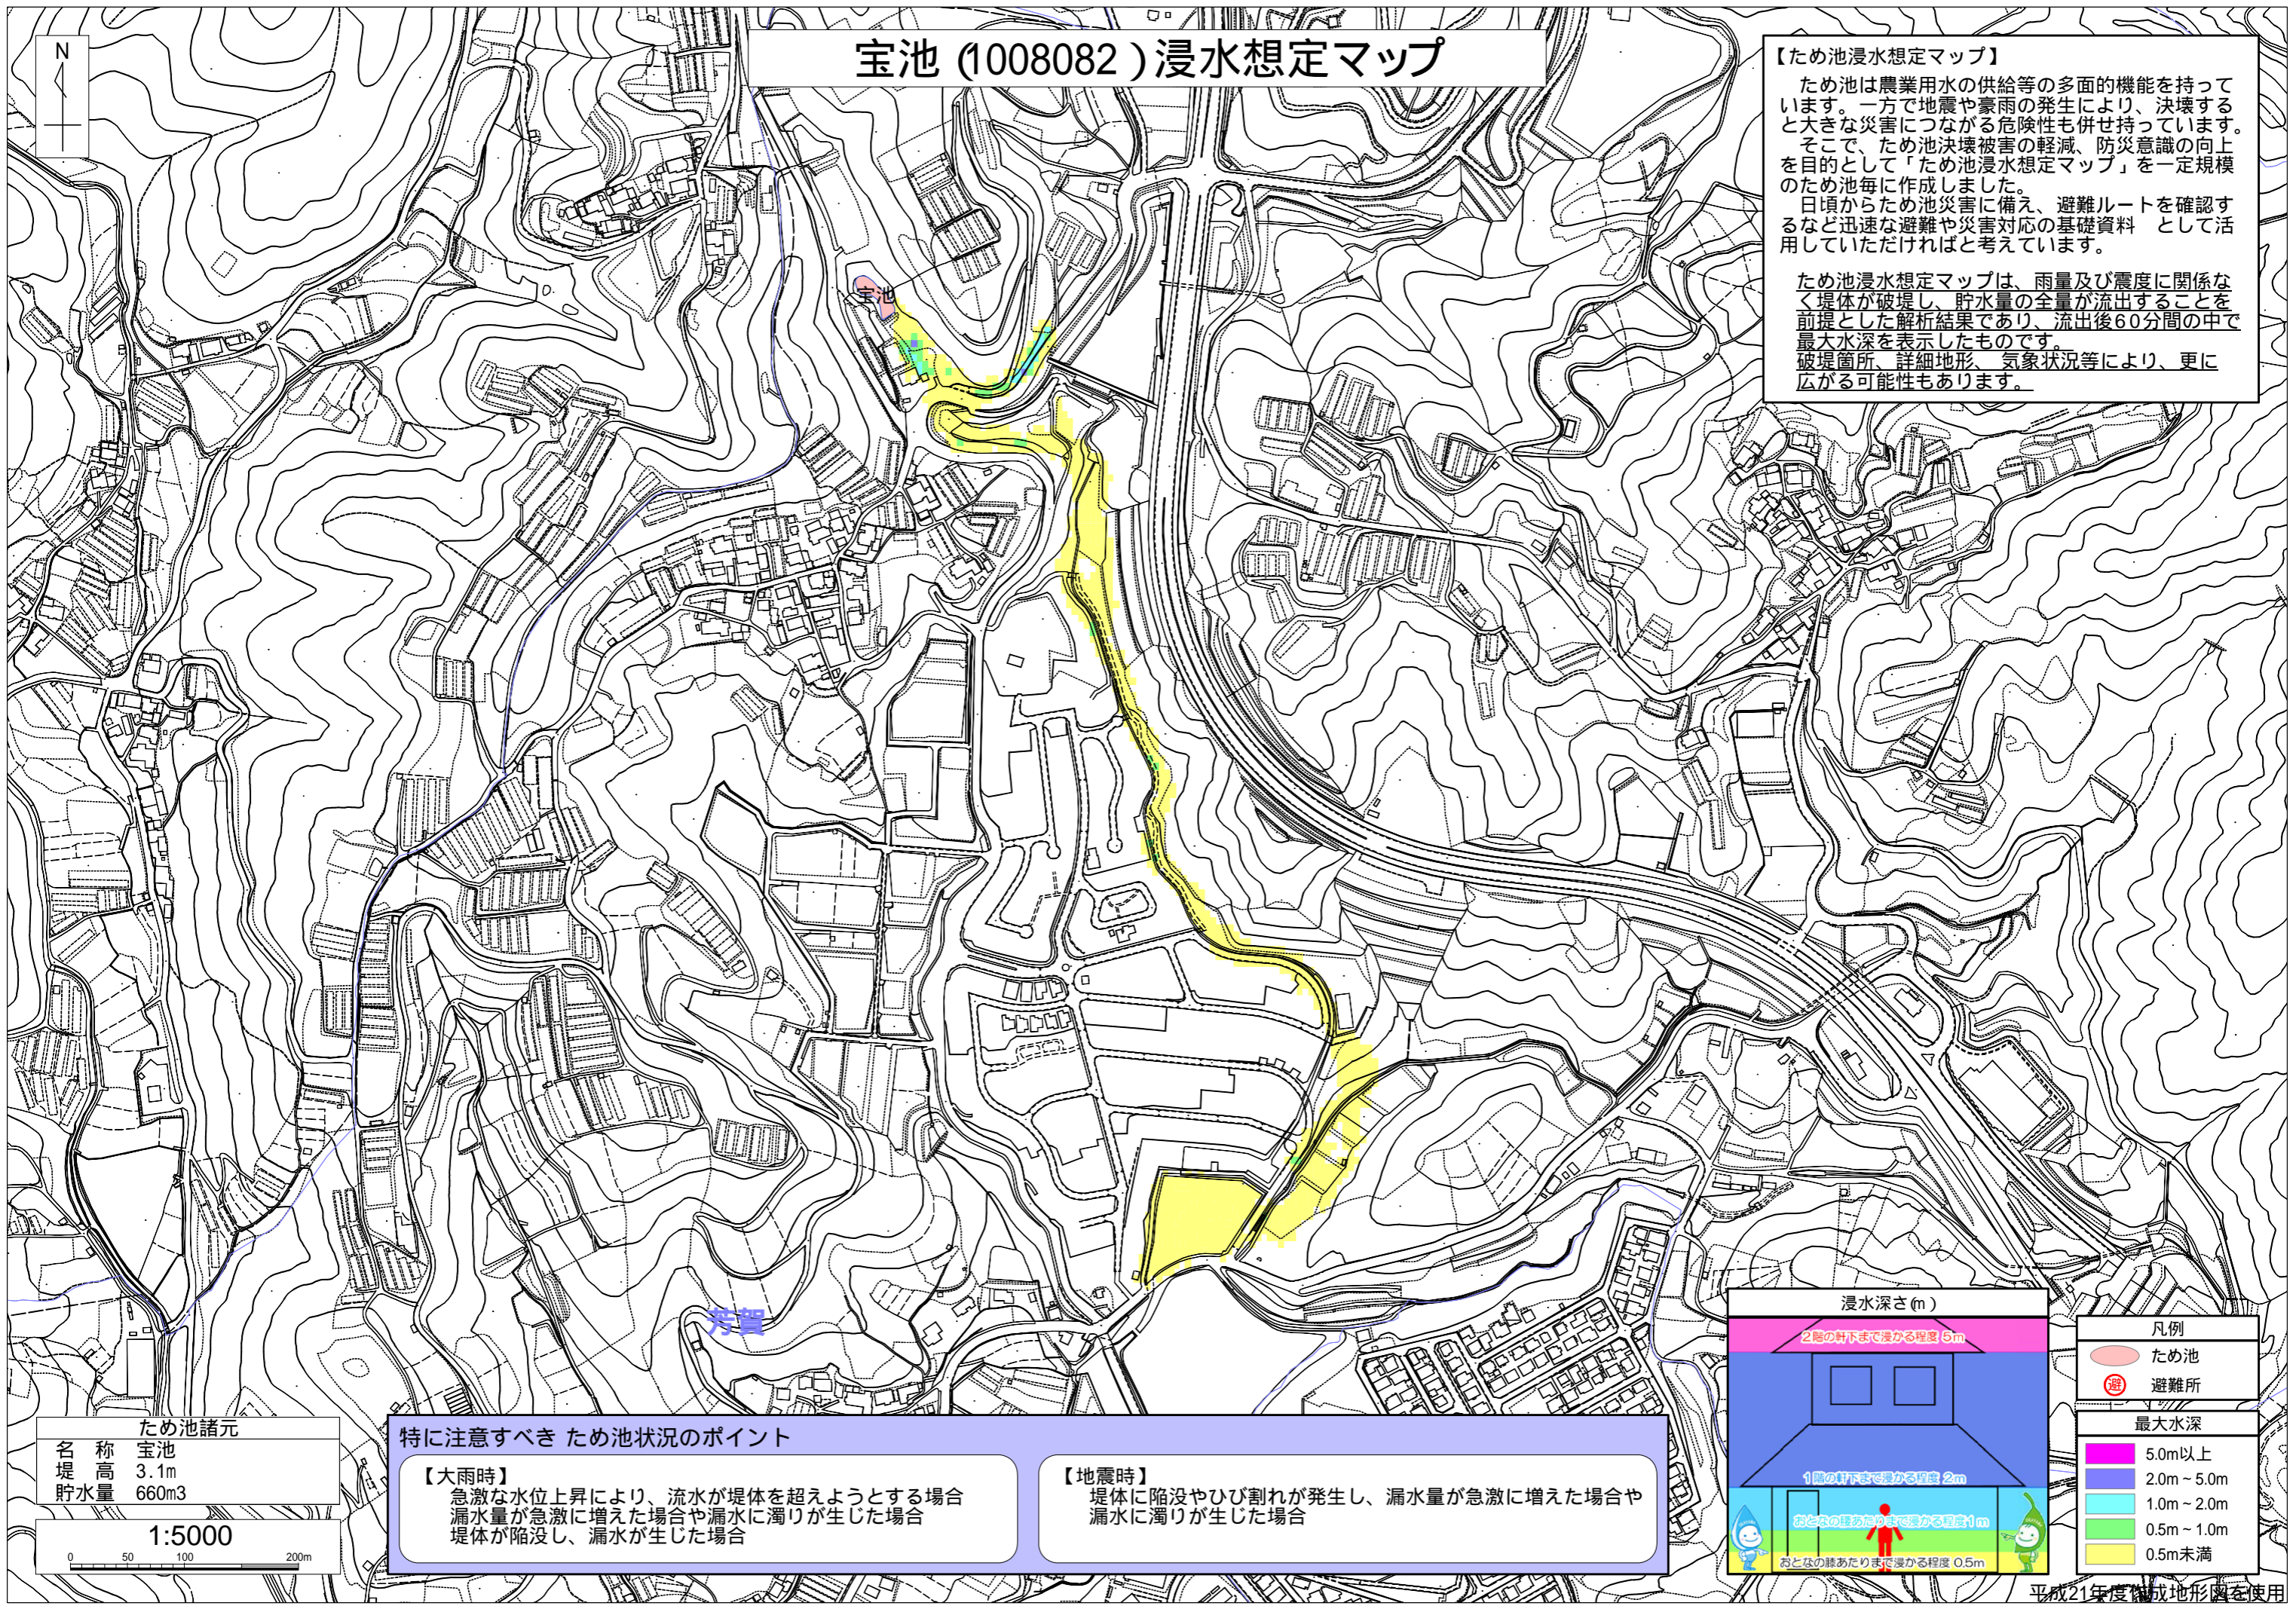 宝池（1008082）浸水想定マップ
N
【ため池浸水想定マップ】
　ため池は農業用水の供給等の多面的機能を持って
います。一方で地震や豪雨の発生により、決壊する
と大きな災害につながる危険性も併せ持っています。
　そこで、ため池決壊被害の軽減、防災意識の向上
を目的として「ため池浸水想定マップ」を一定規模
のため池毎に作成しました。
　日頃からため池災害に備え、避難ルートを確認す
るなど迅速な避難や災害対応の基礎資料　として活
用していただければと考えています。
ため池浸水想定マップは、雨量及び震度に関係な
く堤体が破堤し、貯水量の全量が流出することを
前提とした解析結果であり、流出後60分間の中で
最大水深を表示したものです。
破堤箇所、詳細地形、気象状況等により、更に
広がる可能性もあります。
宝池
芳賀
ため池諸元
名　称　宝池
堤　高　3.1m
貯水量　660m3
1:5000
0 50 100 200m
特に注意すべき ため池状況のポイント
【大雨時】
急激な水位上昇により、流水が堤体を超えようとする場合
漏水量が急激に増えた場合や漏水に濁りが生じた場合
堤体が陥没し、漏水が生じた場合
【地震時】
堤体に陥没やひび割れが発生し、漏水量が急激に増えた場合や
漏水に濁りが生じた場合
浸水深さ(m)
2階の軒下まで浸かる程度 5m
1階の軒下まで浸かる程度 2m
おとなの腰あたりまで浸かる程度1m
おとなの膝あたりまで浸かる程度 0.5m
凡例
ため池
避 避難所
最大水深
5.0m以上
2.0m～5.0m
1.0m～2.0m
0.5m～1.0m
0.5m未満
平成21年度作成地形図を使用